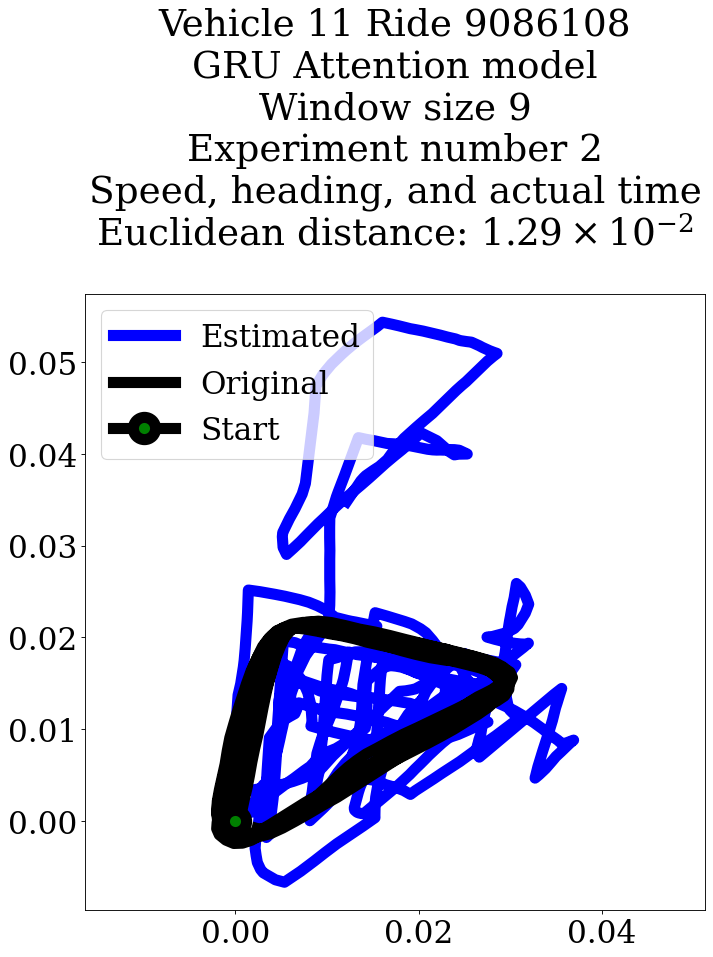 Vehicle 11 Ride 9086108
GRU Attention model
Window size 9
Experiment number 2
Speed, heading, and actual time
Euclidean distance: 1.29 × 10⁻²
Estimated
Original
Start
0.05
0.04
0.03
0.02
0.01
0.00
0.00 0.02 0.04